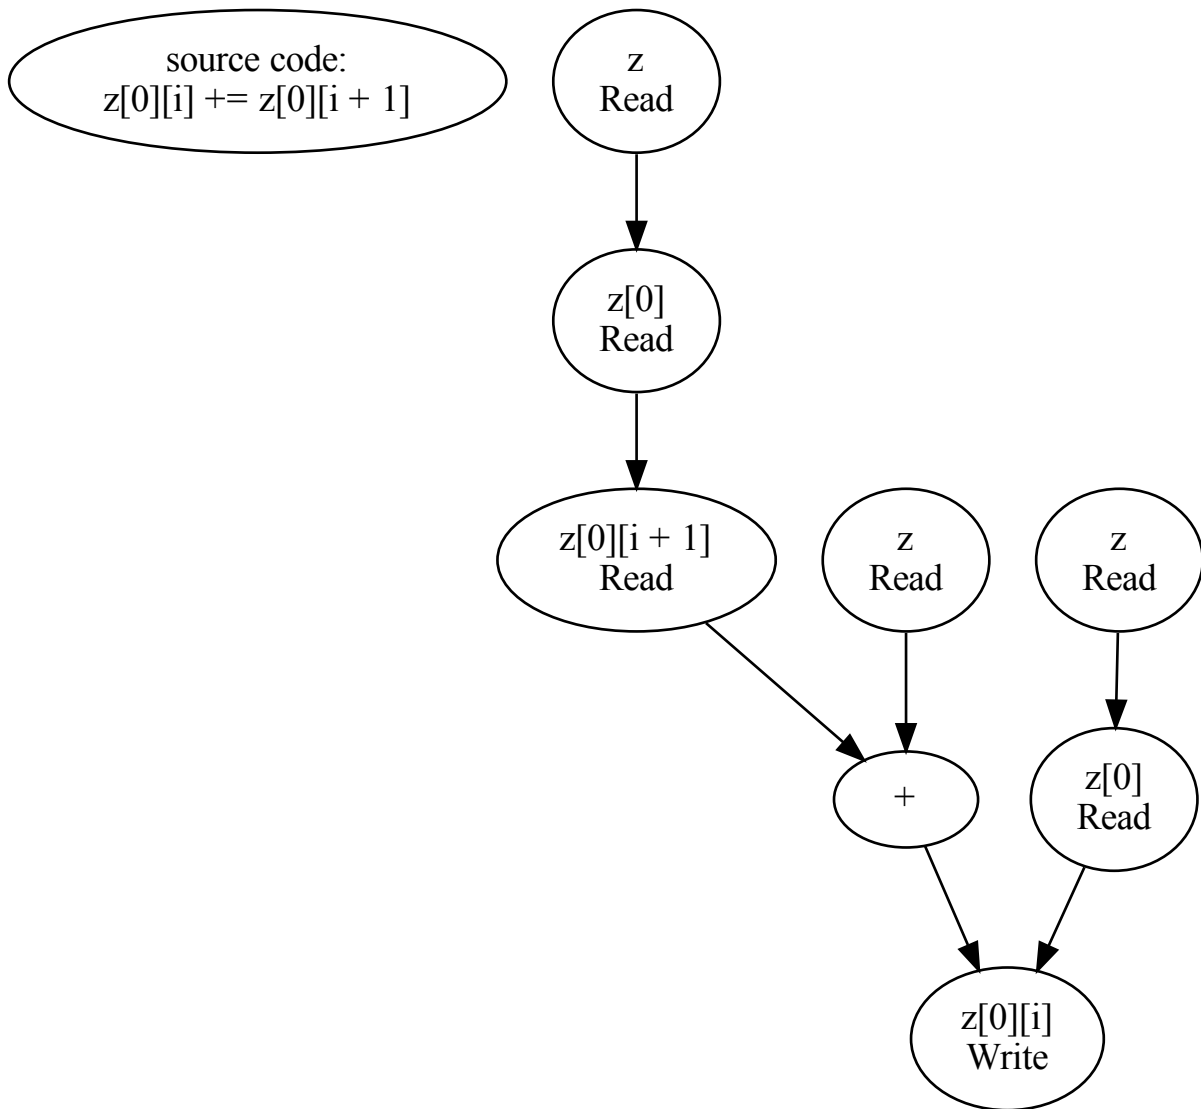 source code:
z[0][i] += z[0][i + 1]
z
Read
z[0]
Read
z[0][i + 1]
Read
z
Read
z
Read
+
z[0]
Read
z[0][i]
Write